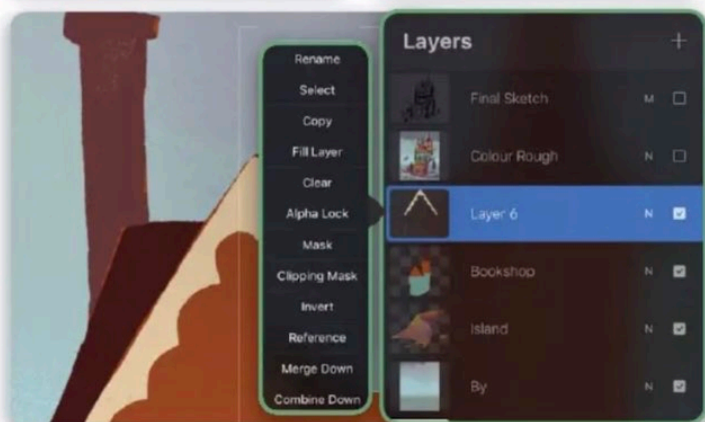 Rename
Select
Copy
Fill Layer
Clear
Alpha Lock
Mask
Clipping Mask
Invert
Reference
Merge Down
Combine Down
Layers
Final Sketch M
Colour Rough N
Layer 6 N
Bookshop N
Island N
By N